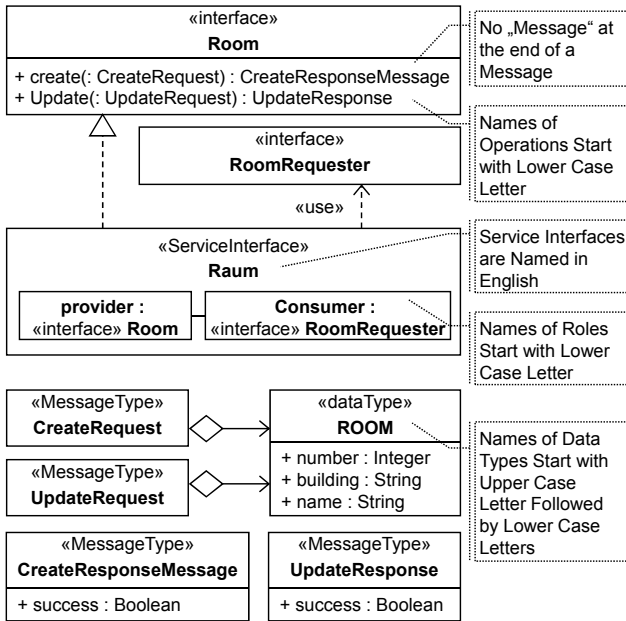 «interface»
Room
+ create(: CreateRequest) : CreateResponseMessage
+ Update(: UpdateRequest) : UpdateResponse
No „Message“ at
the end of a
Message
Names of
Operations Start
with Lower Case
Letter
«interface»
RoomRequester
«use»
«ServiceInterface»
Raum
provider :
«interface» Room
Consumer :
«interface» RoomRequester
Service Interfaces
are Named in
English
Names of Roles
Start with Lower
Case Letter
«MessageType»
CreateRequest
«MessageType»
UpdateRequest
«dataType»
ROOM
+ number : Integer
+ building : String
+ name : String
Names of Data
Types Start with
Upper Case
Letter Followed
by Lower Case
Letters
«MessageType»
CreateResponseMessage
+ success : Boolean
«MessageType»
UpdateResponse
+ success : Boolean